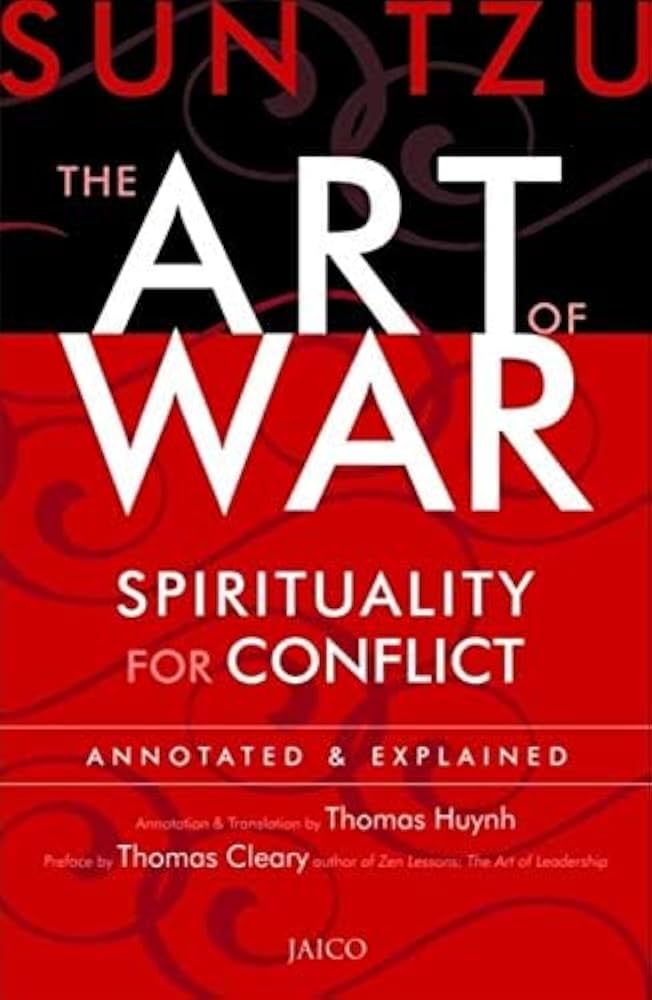 SUN TZU
THE ART OF
WAR
SPIRITUALITY
FOR CONFLICT
ANNOTATED & EXPLAINED
Annotation & Translation by Thomas Huynh
Preface by Thomas Cleary author of Zen Lessons: The Art of Leadership
JAICO